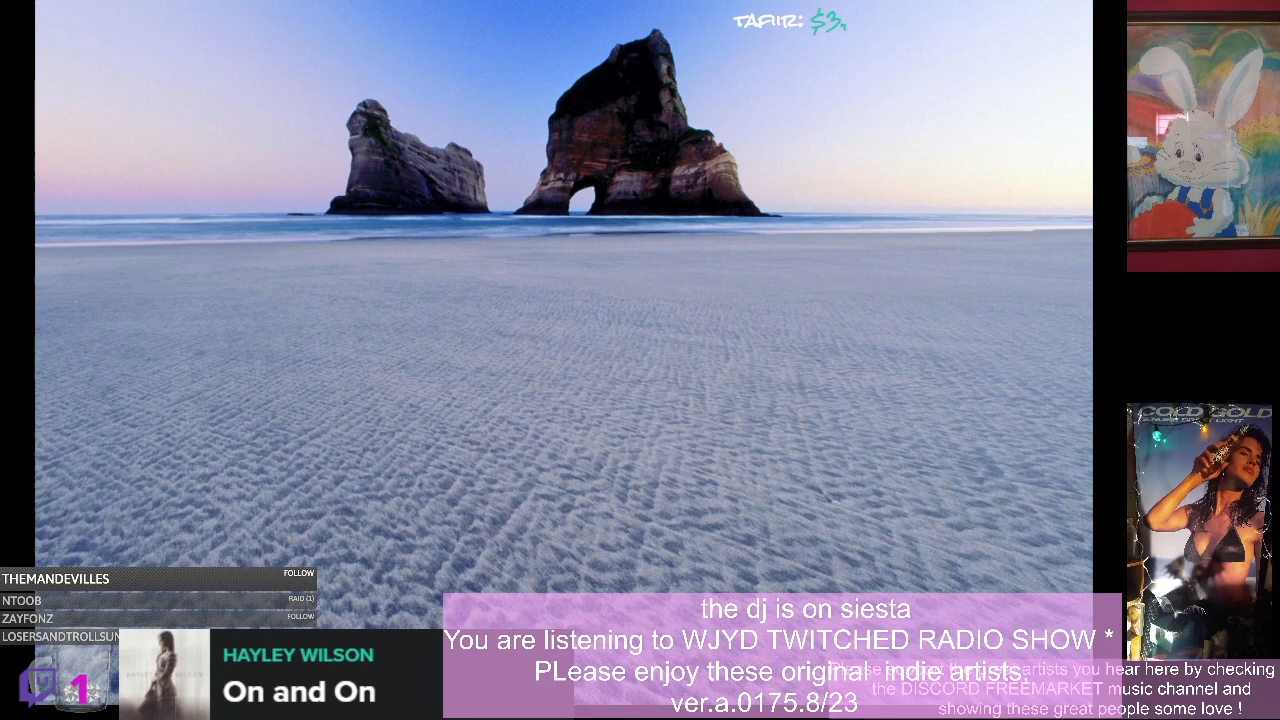 TAFIIR: $3.
COLD GOLD
THEMANDEVILLES FOLLOW
NTOOB RAID (1)
ZAYFONZ FOLLOW
LOSERSANDTROLLSUN
1
HAYLEY WILSON
HAYLEY WILSON
On and On
the dj is on siesta
You are listening to WJYD TWITCHED RADIO SHOW *
PLease enjoy these original indie artists.
ver.a.0175.8/23
artists you hear here by checking
the DISCORD FREEMARKET music channel and
showing these great people some love !